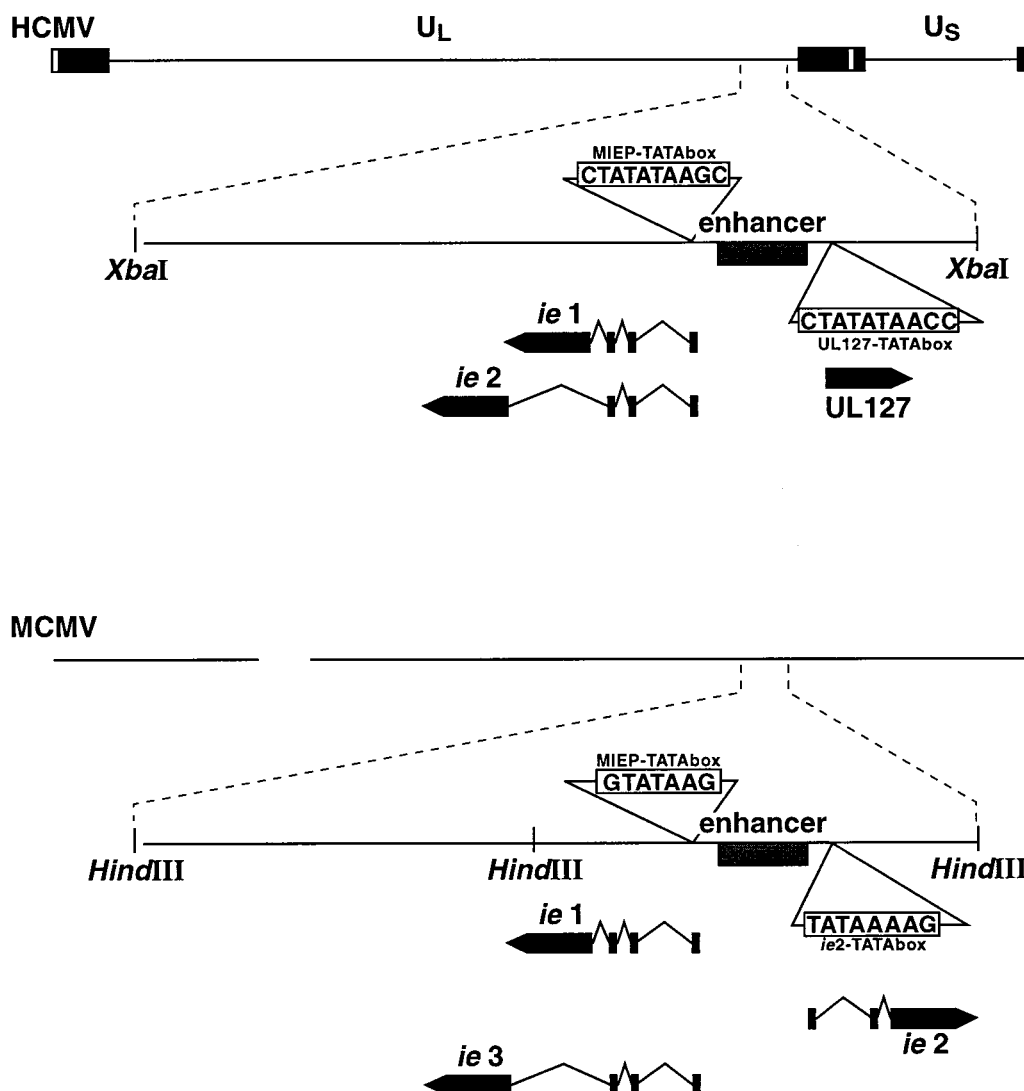 HCMV
UL
US
MIEP-TATAbox
CTATATAAGC
enhancer
XbaI
XbaI
CTATATAACC
UL127-TATAbox
ie 1
ie 2
UL127
MCMV
MIEP-TATAbox
GTATAAG
enhancer
HindIII
HindIII
HindIII
TATAAAAG
ie2-TATAbox
ie 1
ie 2
ie 3